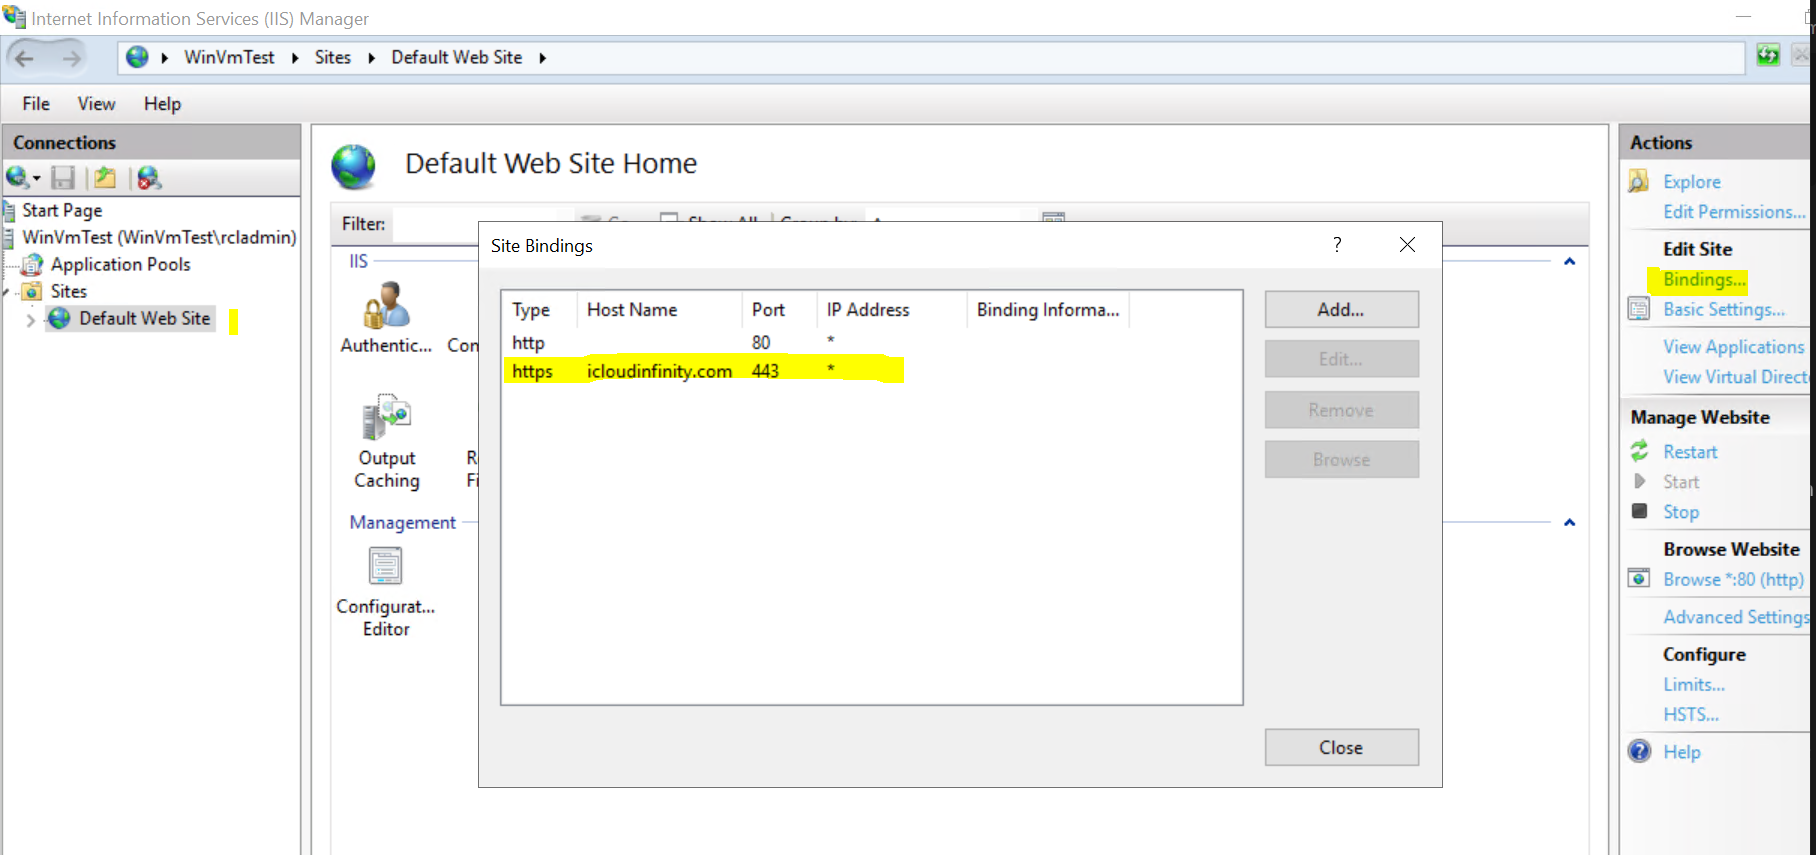 Internet Information Services (IIS) Manager
WinVmTest
Sites
Default Web Site
File View Help
Connections
Start Page
WinVmTest (WinVmTest\rcladmin)
Application Pools
Sites
Default Web Site
Default Web Site Home
Filter:
Show All
Group by:
IIS
Authentic...
Con
Output
Caching
Management
Configurat...
Editor
Site Bindings
?
Type Host Name Port IP Address Binding Informa...
http 80 *
https icloudinfinity.com 443 *
Add...
Edit...
Remove
Browse
Close
Actions
Explore
Edit Permissions...
Edit Site
Bindings...
Basic Settings...
View Applications
View Virtual Direct
Manage Website
Restart
Start
Stop
Browse Website
Browse *:80 (http)
Advanced Settings
Configure
Limits...
HSTS...
Help